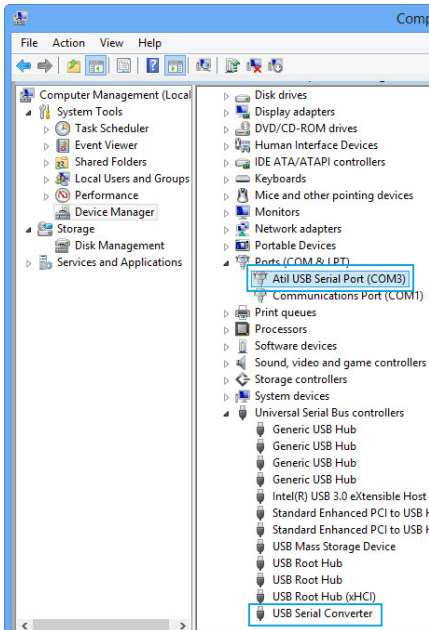 Comp
File Action View Help
Computer Management (Local
System Tools
Task Scheduler
Event Viewer
Shared Folders
Local Users and Groups
Performance
Device Manager
Storage
Disk Management
Services and Applications
Disk drives
Display adapters
DVD/CD-ROM drives
Human Interface Devices
IDE ATA/ATAPI controllers
Keyboards
Mice and other pointing devices
Monitors
Network adapters
Portable Devices
Ports (COM & LPT)
Atil USB Serial Port (COM3)
Communications Port (COM1)
Print queues
Processors
Software devices
Sound, video and game controllers
Storage controllers
System devices
Universal Serial Bus controllers
Generic USB Hub
Generic USB Hub
Generic USB Hub
Generic USB Hub
Intel(R) USB 3.0 eXtensible Host
Standard Enhanced PCI to USB H
Standard Enhanced PCI to USB H
USB Mass Storage Device
USB Root Hub
USB Root Hub
USB Root Hub (xHCI)
USB Serial Converter